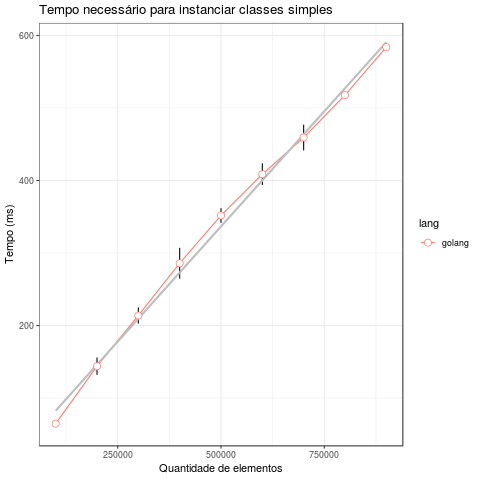 Tempo necessário para instanciar classes simples
600
400
200
Tempo (ms)
250000
500000
750000
Quantidade de elementos
lang
golang